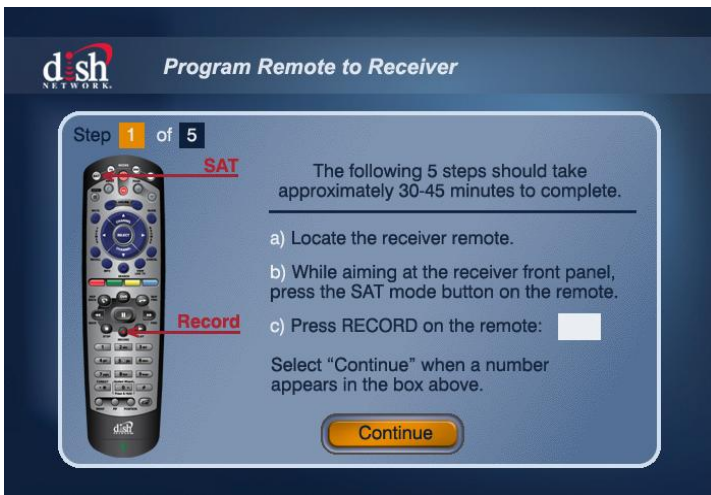 dish
NETWORK.
Program Remote to Receiver
Step 1 of 5
SAT
The following 5 steps should take
approximately 30-45 minutes to complete.
a) Locate the receiver remote.
b) While aiming at the receiver front panel,
press the SAT mode button on the remote.
Record
c) Press RECORD on the remote:
Select “Continue” when a number
appears in the box above.
Continue
SELECT
dish